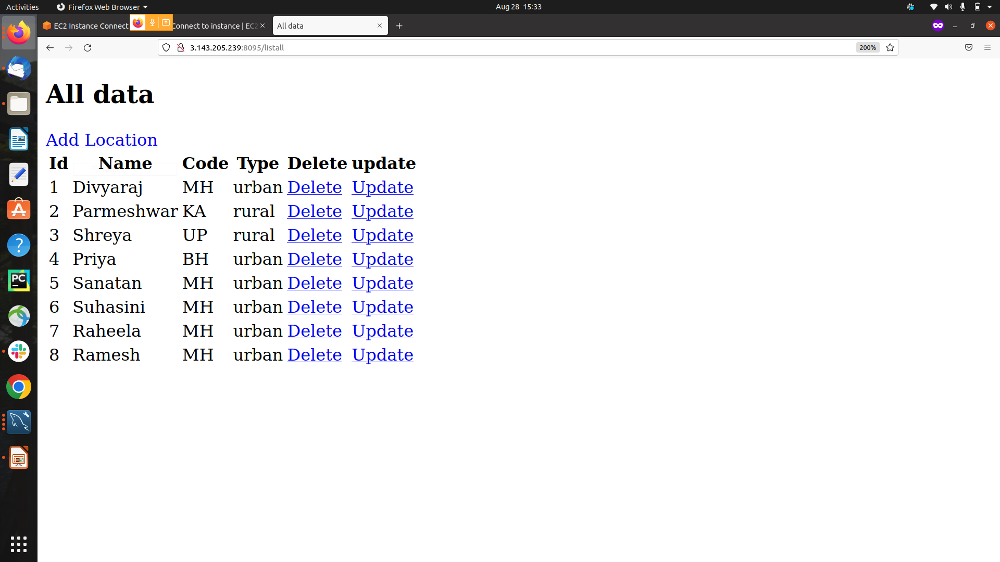 Activities Firefox Web Browser Aug 28 15:33
EC2 Instance Connect Connect to instance | EC2 All data
3.143.205.239:8095/listall 200%
All data
Add Location
Id Name Code Type Delete update
1 Divyaraj MH urban Delete Update
2 Parmeshwar KA rural Delete Update
3 Shreya UP rural Delete Update
4 Priya BH urban Delete Update
5 Sanatan MH urban Delete Update
6 Suhasini MH urban Delete Update
7 Raheela MH urban Delete Update
8 Ramesh MH urban Delete Update
PC